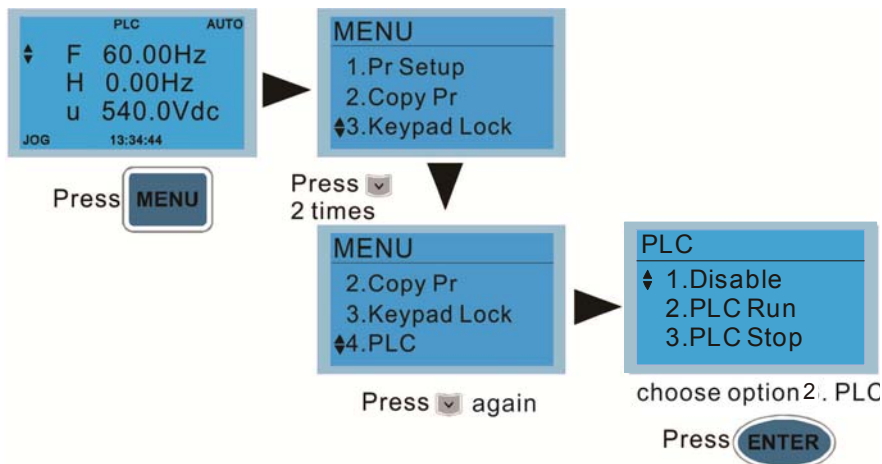 PLC AUTO
F 60.00Hz
H 0.00Hz
u 540.0Vdc
JOG 13:34:44
Press MENU
MENU
1.Pr Setup
2.Copy Pr
3.Keypad Lock
Press
2 times
MENU
2.Copy Pr
3.Keypad Lock
4.PLC
Press again
PLC
1.Disable
2.PLC Run
3.PLC Stop
choose option 2 . PLC
Press ENTER